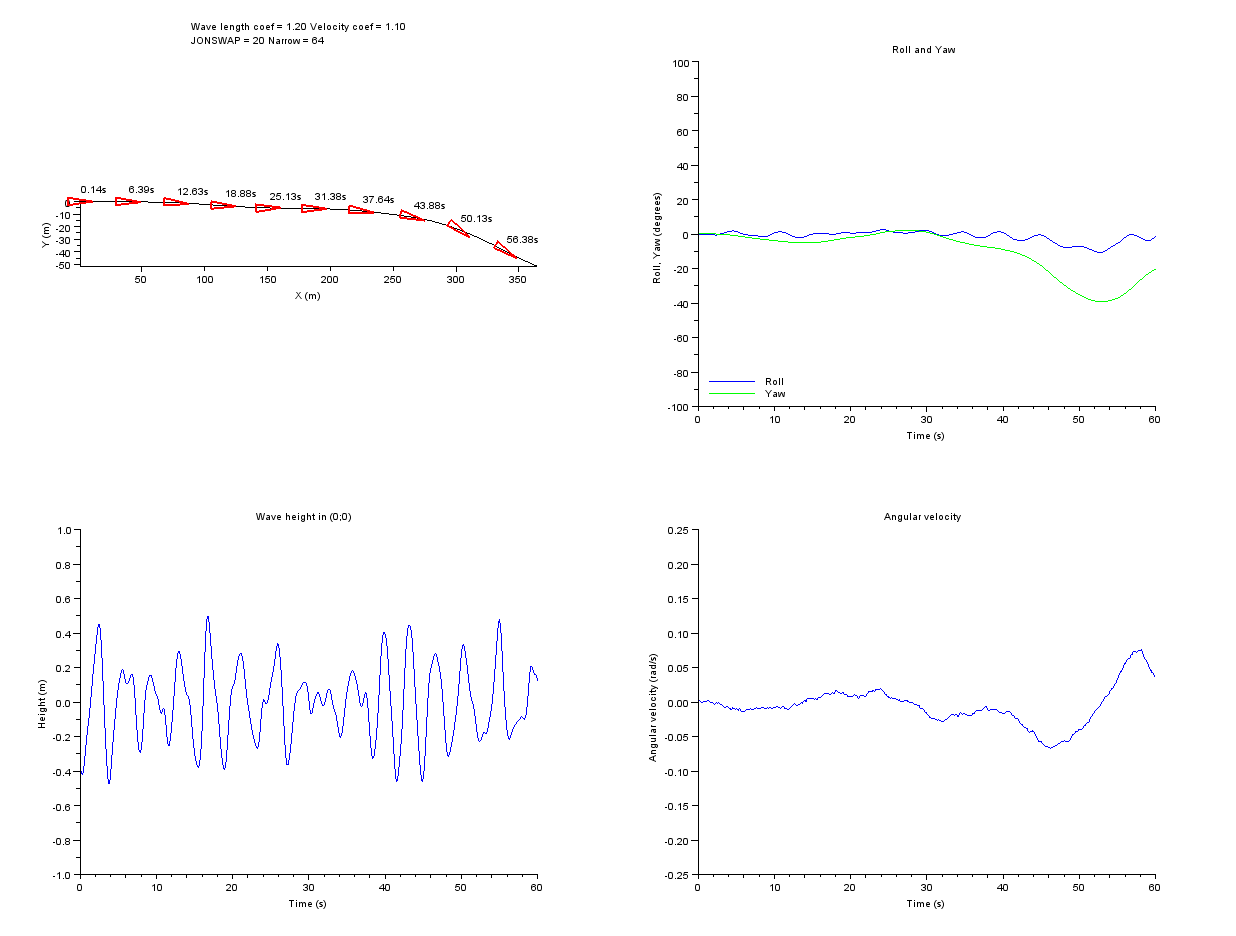 Wave length coef = 1.20 Velocity coef = 1.10
JONSWAP = 20 Narrow = 64
0.14s 6.39s 12.63s 18.88s 25.13s 31.38s 37.64s 43.88s 50.13s 56.38s
0
-10
-20
-30
-40
-50
Y (m)
50 100 150 200 250 300 350
X (m)
Roll and Yaw
100
80
60
40
20
0
-20
-40
-60
-80
-100
Roll, Yaw (degrees)
Roll
Yaw
0 10 20 30 40 50 60
Time (s)
Wave height in (0;0)
1.0
0.8
0.6
0.4
0.2
0.0
-0.2
-0.4
-0.6
-0.8
-1.0
Height (m)
0 10 20 30 40 50 60
Time (s)
Angular velocity
0.25
0.20
0.15
0.10
0.05
0.00
-0.05
-0.10
-0.15
-0.20
-0.25
Angular velocity (rad/s)
0 10 20 30 40 50 60
Time (s)